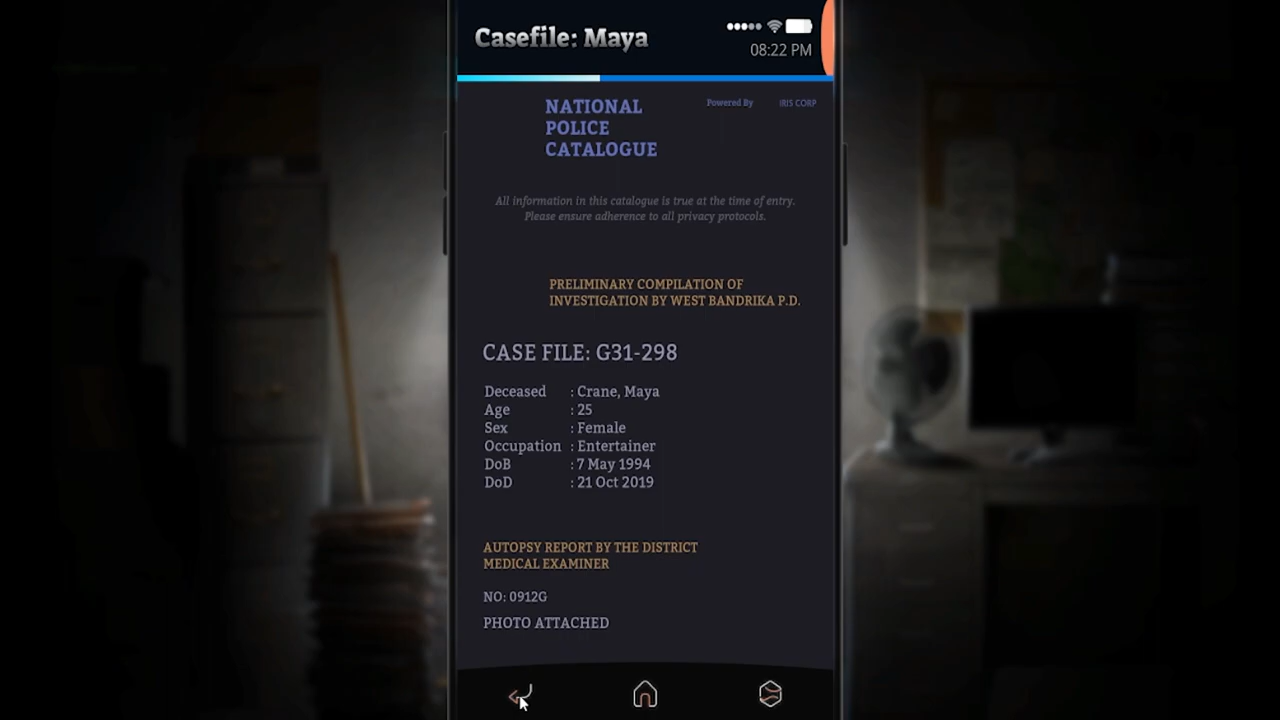 Casefile: Maya
08:22 PM
NATIONAL
POLICE
CATALOGUE
Powered By IRIS CORP
All information in this catalogue is true at the time of entry.
Please ensure adherence to all privacy protocols.
PRELIMINARY COMPILATION OF
INVESTIGATION BY WEST BANDRIKA P.D.
CASE FILE: G31-298
Deceased : Crane, Maya
Age : 25
Sex : Female
Occupation : Entertainer
DoB : 7 May 1994
DoD : 21 Oct 2019
AUTOPSY REPORT BY THE DISTRICT
MEDICAL EXAMINER
NO: 0912G
PHOTO ATTACHED